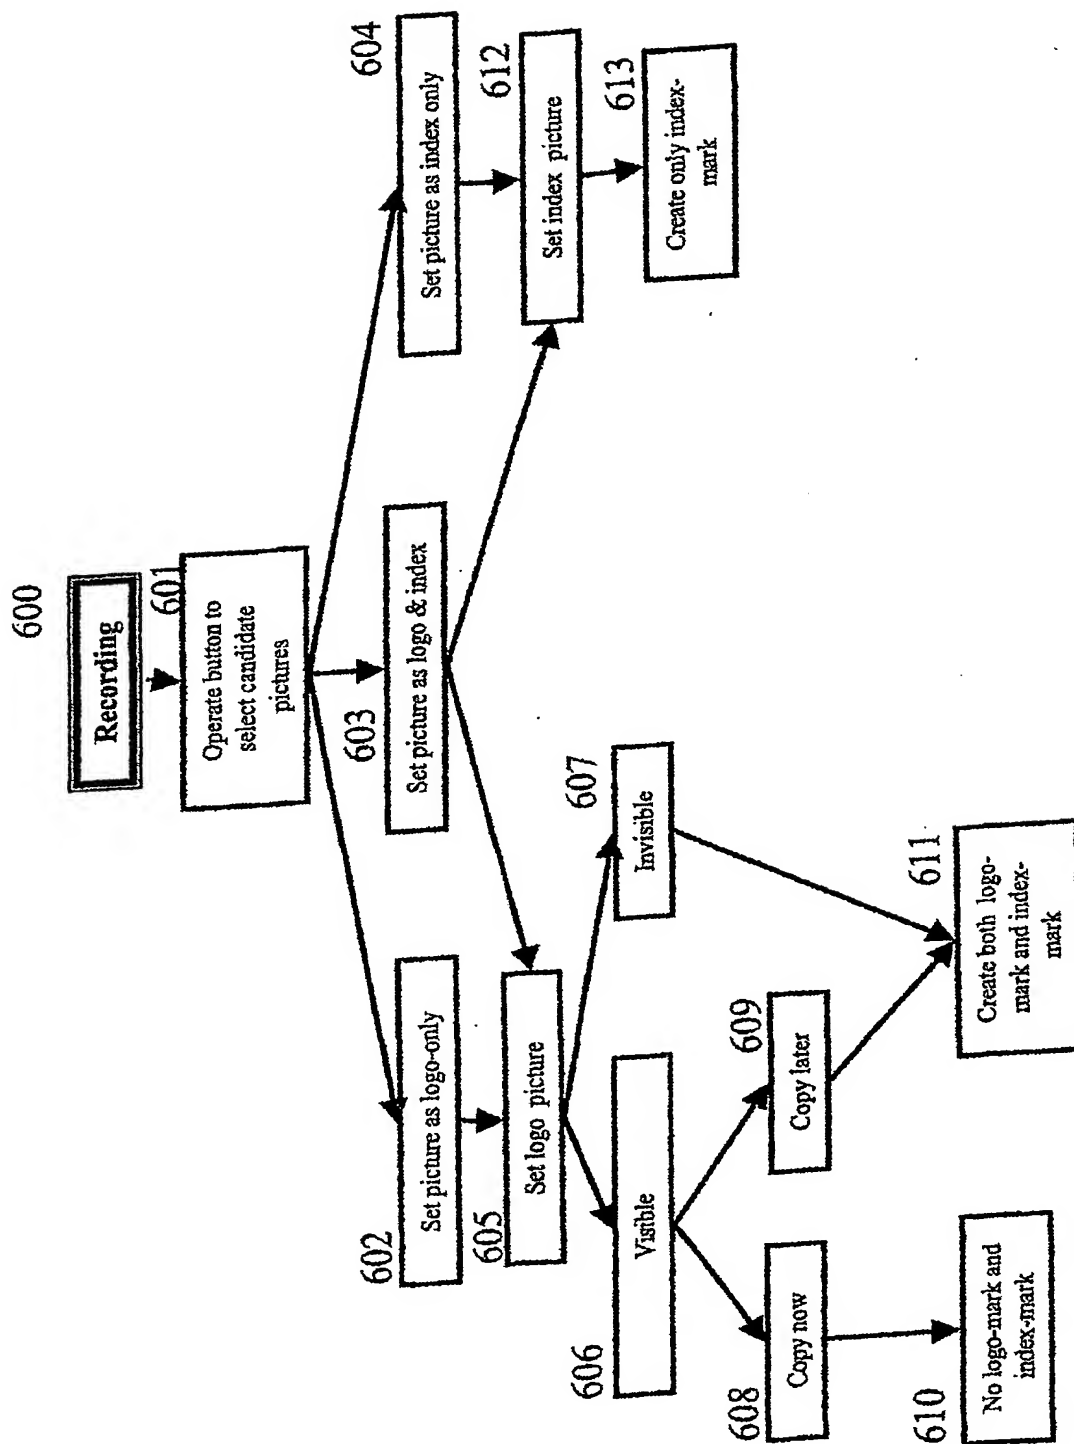 600
Recording
601
Operate button to
select candidate
pictures
602
Set picture as logo-only
603
Set picture as logo & index
604
Set picture as index only
605
Set logo picture
612
Set index picture
606
Visible
607
Invisible
613
Create only index-
mark
608
Copy now
609
Copy later
610
No logo-mark and
index-mark
611
Create both logo-
mark and index-
mark